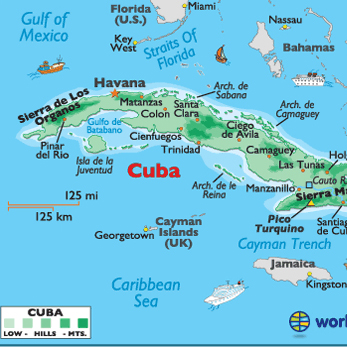 Gulf of
Mexico
Florida
(U.S.)
Miami
Key
West
Straits Of
Florida
Nassau
Bahamas
Havana
Sierra de Los
Organos
Matanzas
Colon
Santa
Clara
Arch. de
Sabana
Arch. de
Camaguey
Pinar
del Rio
Gulfo de
Batabano
Isla de la
Juventud
Cienfuegos
Trinidad
Ciego
de Avila
Camaguey
Las Tunas
Hol
Cuba
Arch. de le
Reina
Manzanillo
Cauto R
Sierra M
Pico
Turquino
Santia
de Cu
125 mi
125 km
Georgetown
Cayman
Islands
(UK)
Cayman Trench
Jamaica
Kingston
Caribbean
Sea
CUBA
LOW - HILLS - MTS.
worl